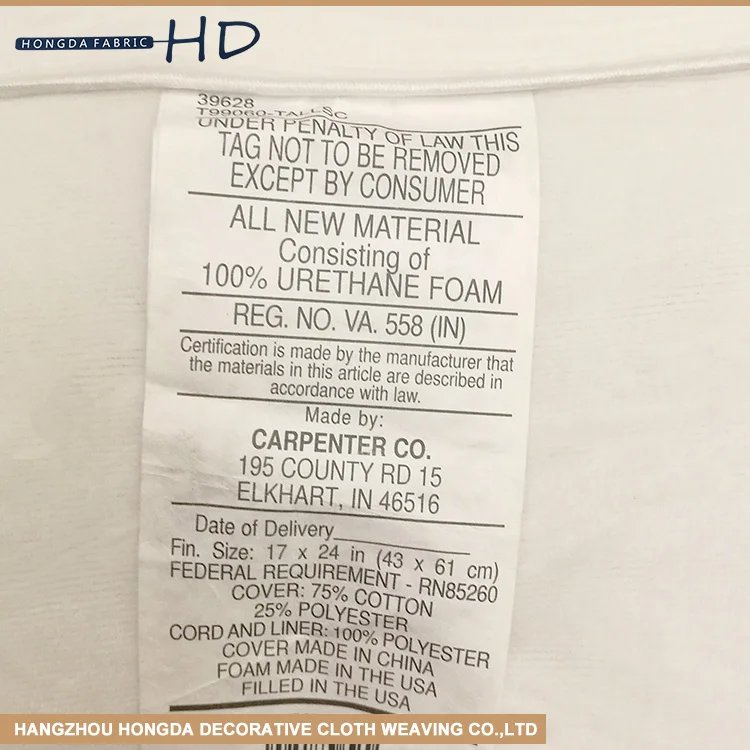 HONGDA FABRIC HD
39628
T99060-TALLSC
UNDER PENALTY OF LAW THIS
TAG NOT TO BE REMOVED
EXCEPT BY CONSUMER
ALL NEW MATERIAL
Consisting of
100% URETHANE FOAM
REG. NO. VA. 558 (IN)
Certification is made by the manufacturer that
the materials in this article are described in
accordance with law.
Made by:
CARPENTER CO.
195 COUNTY RD 15
ELKHART, IN 46516
Date of Delivery
Fin. Size: 17 x 24 in (43 x 61 cm)
FEDERAL REQUIREMENT - RN85260
COVER: 75% COTTON
25% POLYESTER
CORD AND LINER: 100% POLYESTER
COVER MADE IN CHINA
FOAM MADE IN THE USA
FILLED IN THE USA
HANGZHOU HONGDA DECORATIVE CLOTH WEAVING CO.,LTD